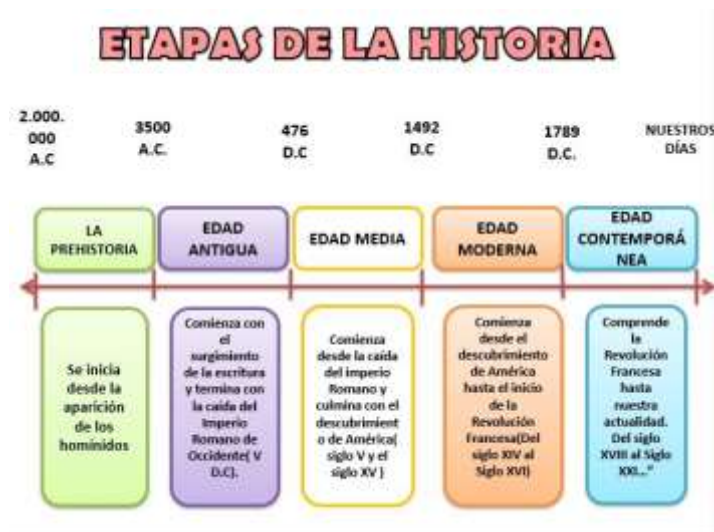 ETAPAS DE LA HISTORIA
2.000.
000
A.C
3500
A.C.
476
D.C
1492
D.C
1789
D.C.
NUESTROS
DÍAS
LA
PREHISTORIA
EDAD
ANTIGUA
EDAD MEDIA
EDAD
MODERNA
EDAD
CONTEMPORÁ
NEA
Se inicia
desde la
aparición
de los
homínidos
Comienza con
el
surgimiento
de la escritura
y termina con
la caída del
Imperio
Romano de
Occidente( V
D.C).
Comienza
desde la caída
del imperio
Romano y
culmina con el
descubrimient
o de América(
siglo V y el
siglo XV )
Comienza
desde el
descubrimiento
de América
hasta el inicio
de la
Revolución
Francesa(Del
siglo XIV al
Siglo XVI)
Comprende
la
Revolución
Francesa
hasta
nuestra
actualidad.
Del siglo
XVIII al Siglo
XXI..."